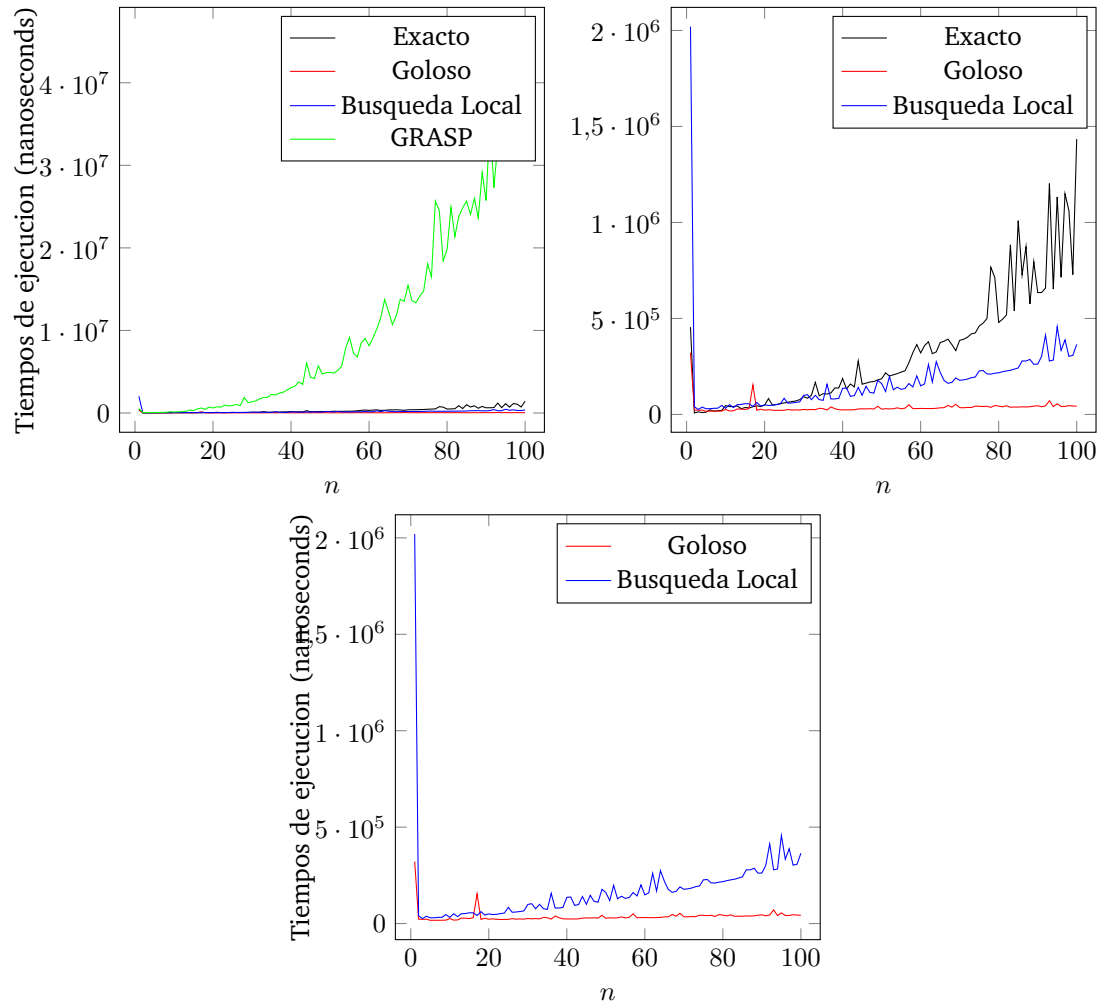 Tiempos de ejecucion (nanoseconds)
4 · 10^7
3 · 10^7
2 · 10^7
1 · 10^7
0
0 20 40 60 80 100
n
Exacto
Goloso
Busqueda Local
GRASP
2 · 10^6
1,5 · 10^6
1 · 10^6
5 · 10^5
0
0 20 40 60 80 100
n
Exacto
Goloso
Busqueda Local
Tiempos de ejecucion (nanoseconds)
2 · 10^6
1,5 · 10^6
1 · 10^6
5 · 10^5
0
0 20 40 60 80 100
n
Goloso
Busqueda Local